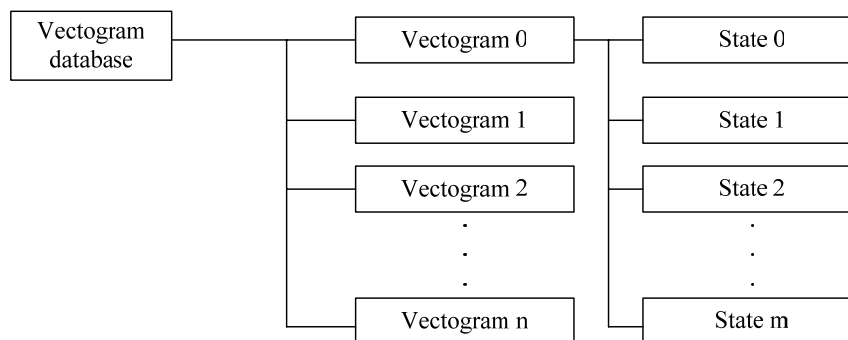 Vectogram
database
Vectogram 0
State 0
Vectogram 1
State 1
Vectogram 2
State 2
Vectogram n
State m